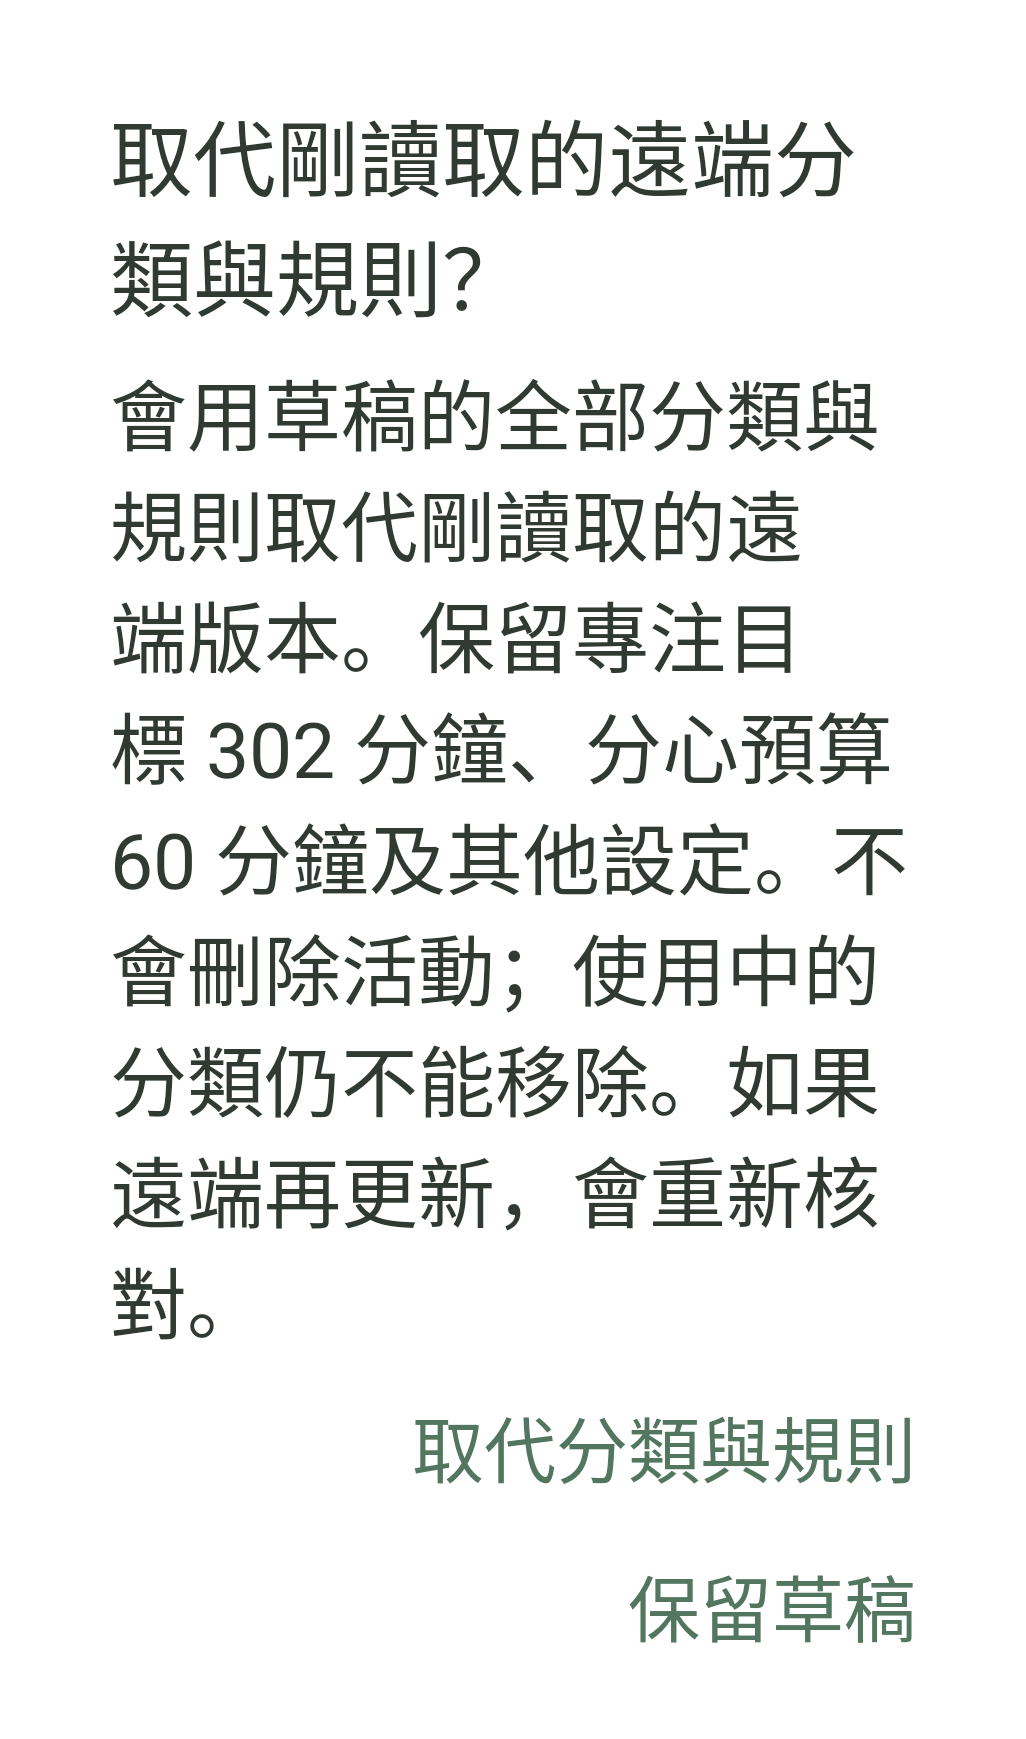 取代剛讀取的遠端分
類與規則?
會用草稿的全部分類與
規則取代剛讀取的遠
端版本。保留專注目
標 302 分鐘、分心預算
60 分鐘及其他設定。不
會刪除活動；使用中的
分類仍不能移除。如果
遠端再更新，會重新核
對。
取代分類與規則
保留草稿